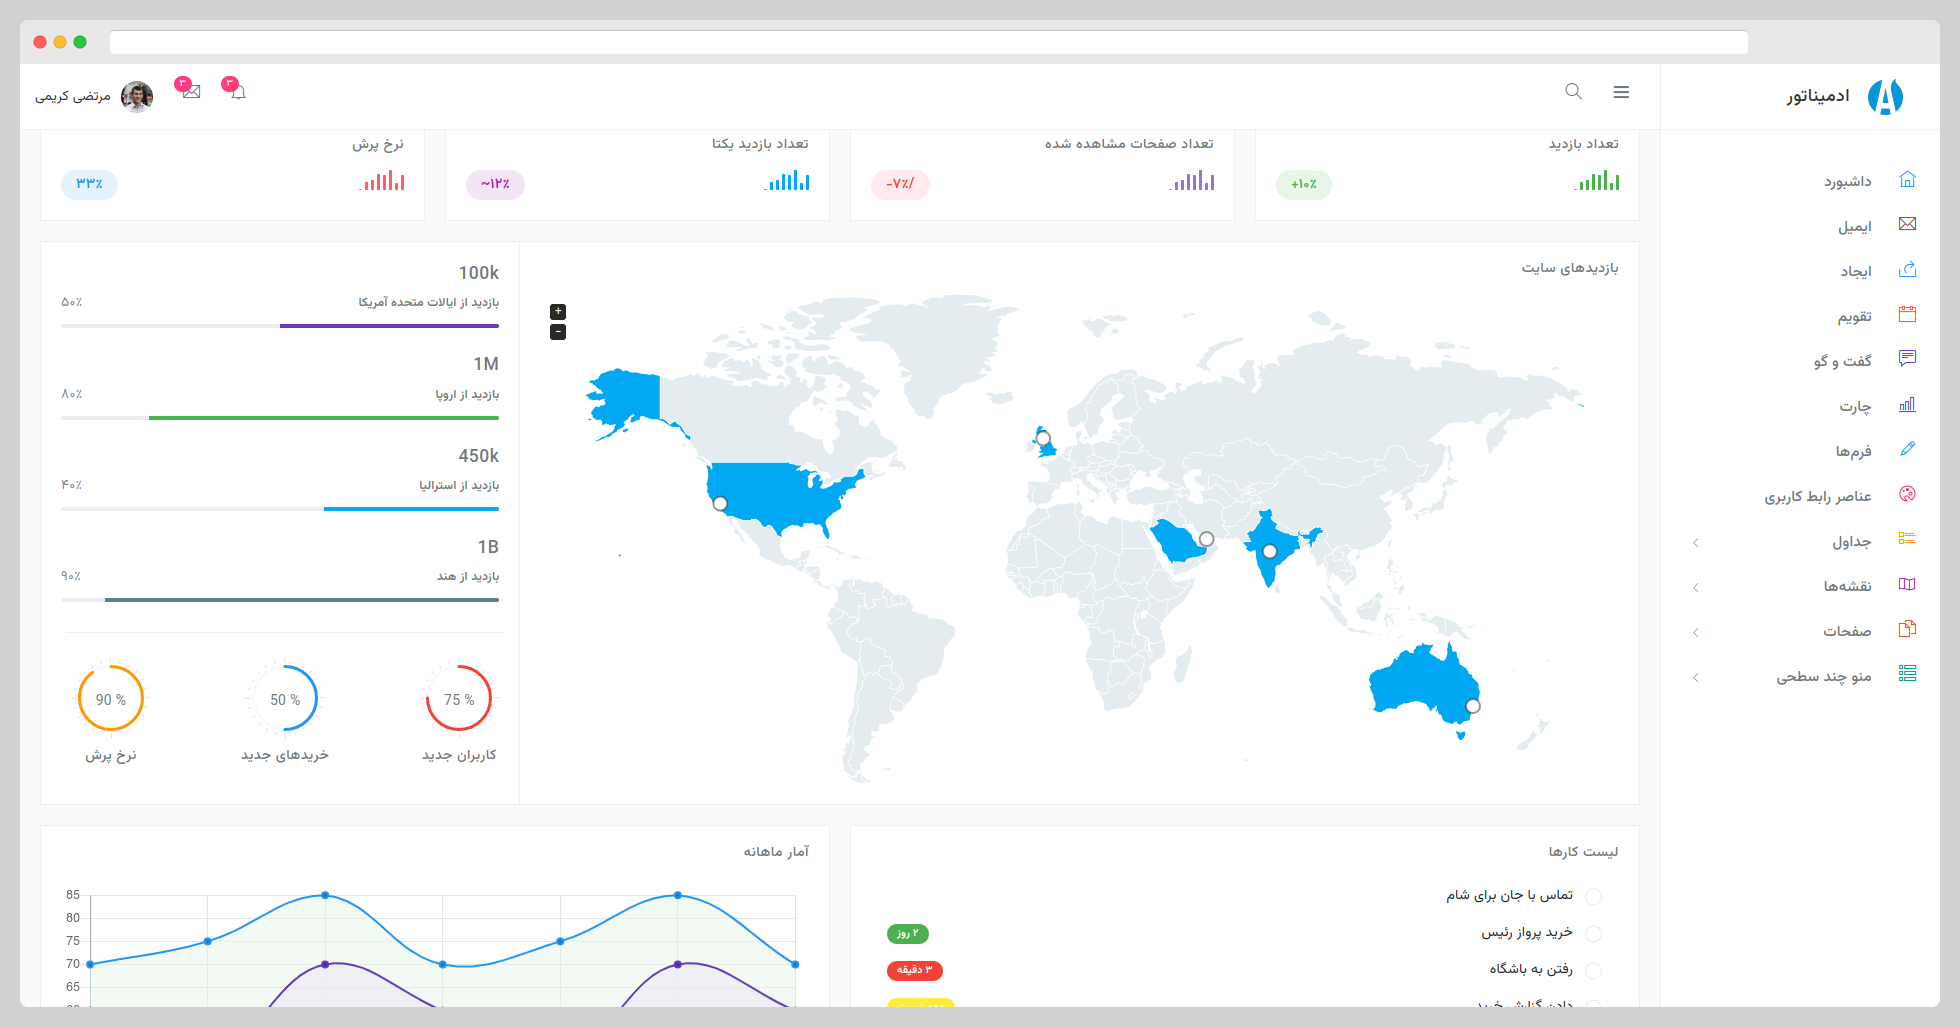 ادمیناتور
۳
۳
مرتضی کریمی
داشبورد
ایمیل
ایجاد
تقویم
گفت و گو
چارت
فرم‌ها
عناصر رابط کاربری
جداول
نقشه‌ها
صفحات
منو چند سطحی
تعداد بازدید
+۱۰٪
تعداد صفحات مشاهده شده
-۷٪/
تعداد بازدید یکتا
~۱۲٪
نرخ پرش
۳۳٪
بازدیدهای سایت
+
−
100k
بازدید از ایالات متحده آمریکا
۵۰٪
1M
بازدید از اروپا
۸۰٪
450k
بازدید از استرالیا
۴۰٪
1B
بازدید از هند
۹۰٪
75 %
کاربران جدید
50 %
خریدهای جدید
90 %
نرخ پرش
لیست کارها
تماس با جان برای شام
خرید پرواز رئیس
۲ روز
رفتن به باشگاه
۳ دقیقه
دادن گزارش خرید
آمار ماهانه
85
80
75
70
65